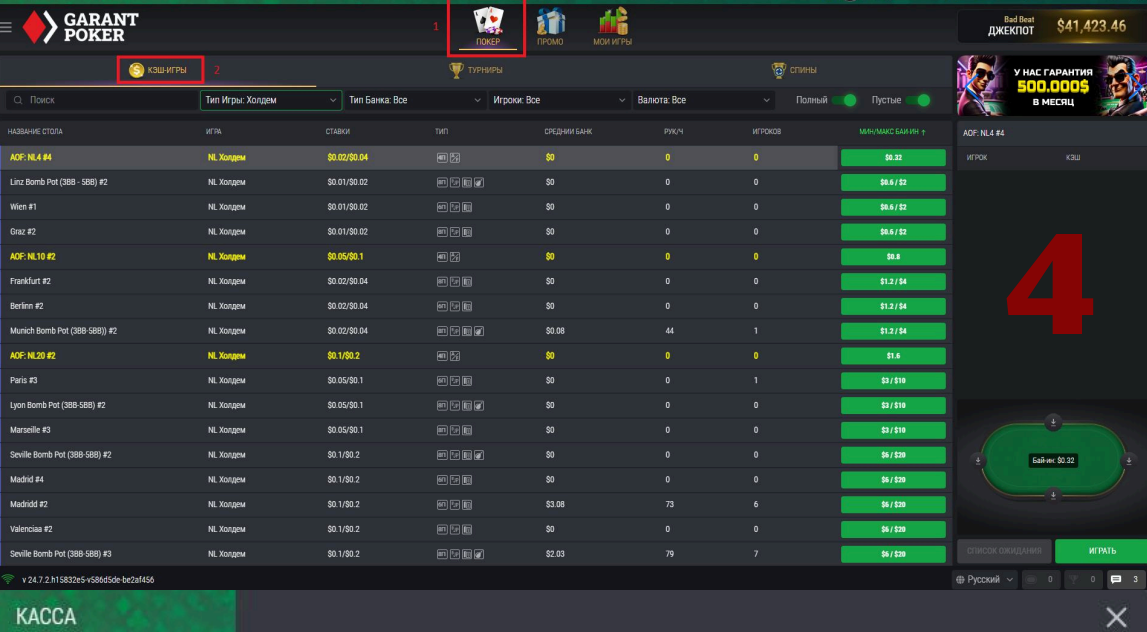 GARANT
POKER
1
ПОКЕР
ПРОМО
МОИ ИГРЫ
Bad Beat
ДЖЕКПОТ
$41,423.46
КЭШ-ИГРЫ
2
ТУРНИРЫ
СПИНЫ
У НАС ГАРАНТИЯ
500.000$
В МЕСЯЦ
Поиск
Тип Игры: Холдем
Тип Банка: Все
Игроки: Все
Валюта: Все
Полный
Пустые
НАЗВАНИЕ СТОЛА ИГРА СТАВКИ ТИП СРЕДНИЙ БАНК РУК/Ч ИГРОКОВ МИН/МАКС БАЙ-ИН ↑
AOF: NL4 #4 NL Холдем $0.02/$0.04 $0 0 0 $0.32
Linz Bomb Pot (3BB - 5BB) #2 NL Холдем $0.01/$0.02 $0 0 0 $0.6 / $2
Wien #1 NL Холдем $0.01/$0.02 $0 0 0 $0.6 / $2
Graz #2 NL Холдем $0.01/$0.02 $0 0 0 $0.6 / $2
AOF: NL10 #2 NL Холдем $0.05/$0.1 $0 0 0 $0.8
Frankfurt #2 NL Холдем $0.02/$0.04 $0 0 0 $1.2 / $4
Berlinn #2 NL Холдем $0.02/$0.04 $0 0 0 $1.2 / $4
Munich Bomb Pot (3BB-5BB)) #2 NL Холдем $0.02/$0.04 $0.08 44 1 $1.2 / $4
AOF: NL20 #2 NL Холдем $0.1/$0.2 $0 0 0 $1.6
Paris #3 NL Холдем $0.05/$0.1 $0 0 1 $3 / $10
Lyon Bomb Pot (3BB-5BB) #2 NL Холдем $0.05/$0.1 $0 0 0 $3 / $10
Marseille #3 NL Холдем $0.05/$0.1 $0 0 0 $3 / $10
Seville Bomb Pot (3BB-5BB) #2 NL Холдем $0.1/$0.2 $0 0 0 $6 / $20
Madrid #4 NL Холдем $0.1/$0.2 $0 0 0 $6 / $20
Madridd #2 NL Холдем $0.1/$0.2 $3.08 73 6 $6 / $20
Valenciaa #2 NL Холдем $0.1/$0.2 $0 0 0 $6 / $20
Seville Bomb Pot (3BB-5BB) #3 NL Холдем $0.1/$0.2 $2.03 79 7 $6 / $20
AOF: NL4 #4
ИГРОК КЭШ
4
Бай-ин: $0.32
СПИСОК ОЖИДАНИЯ
ИГРАТЬ
v 24.7.2.h15832e5-v586d5de-be2af456
Русский
0
0
3
КАССА